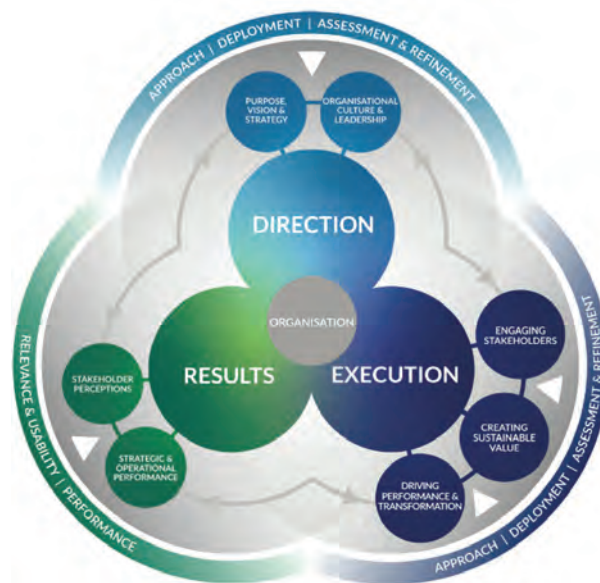 APPROACH | DEPLOYMENT | ASSESSMENT & REFINEMENT
PURPOSE,
VISION &
STRATEGY
ORGANISATIONAL
CULTURE &
LEADERSHIP
DIRECTION
ORGANISATION
RESULTS
EXECUTION
STAKEHOLDER
PERCEPTIONS
STRATEGIC &
OPERATIONAL
PERFORMANCE
ENGAGING
STAKEHOLDERS
CREATING
SUSTAINABLE
VALUE
DRIVING
PERFORMANCE &
TRANSFORMATION
RELEVANCE & USABILITY | PERFORMANCE
APPROACH | DEPLOYMENT | ASSESSMENT & REFINEMENT